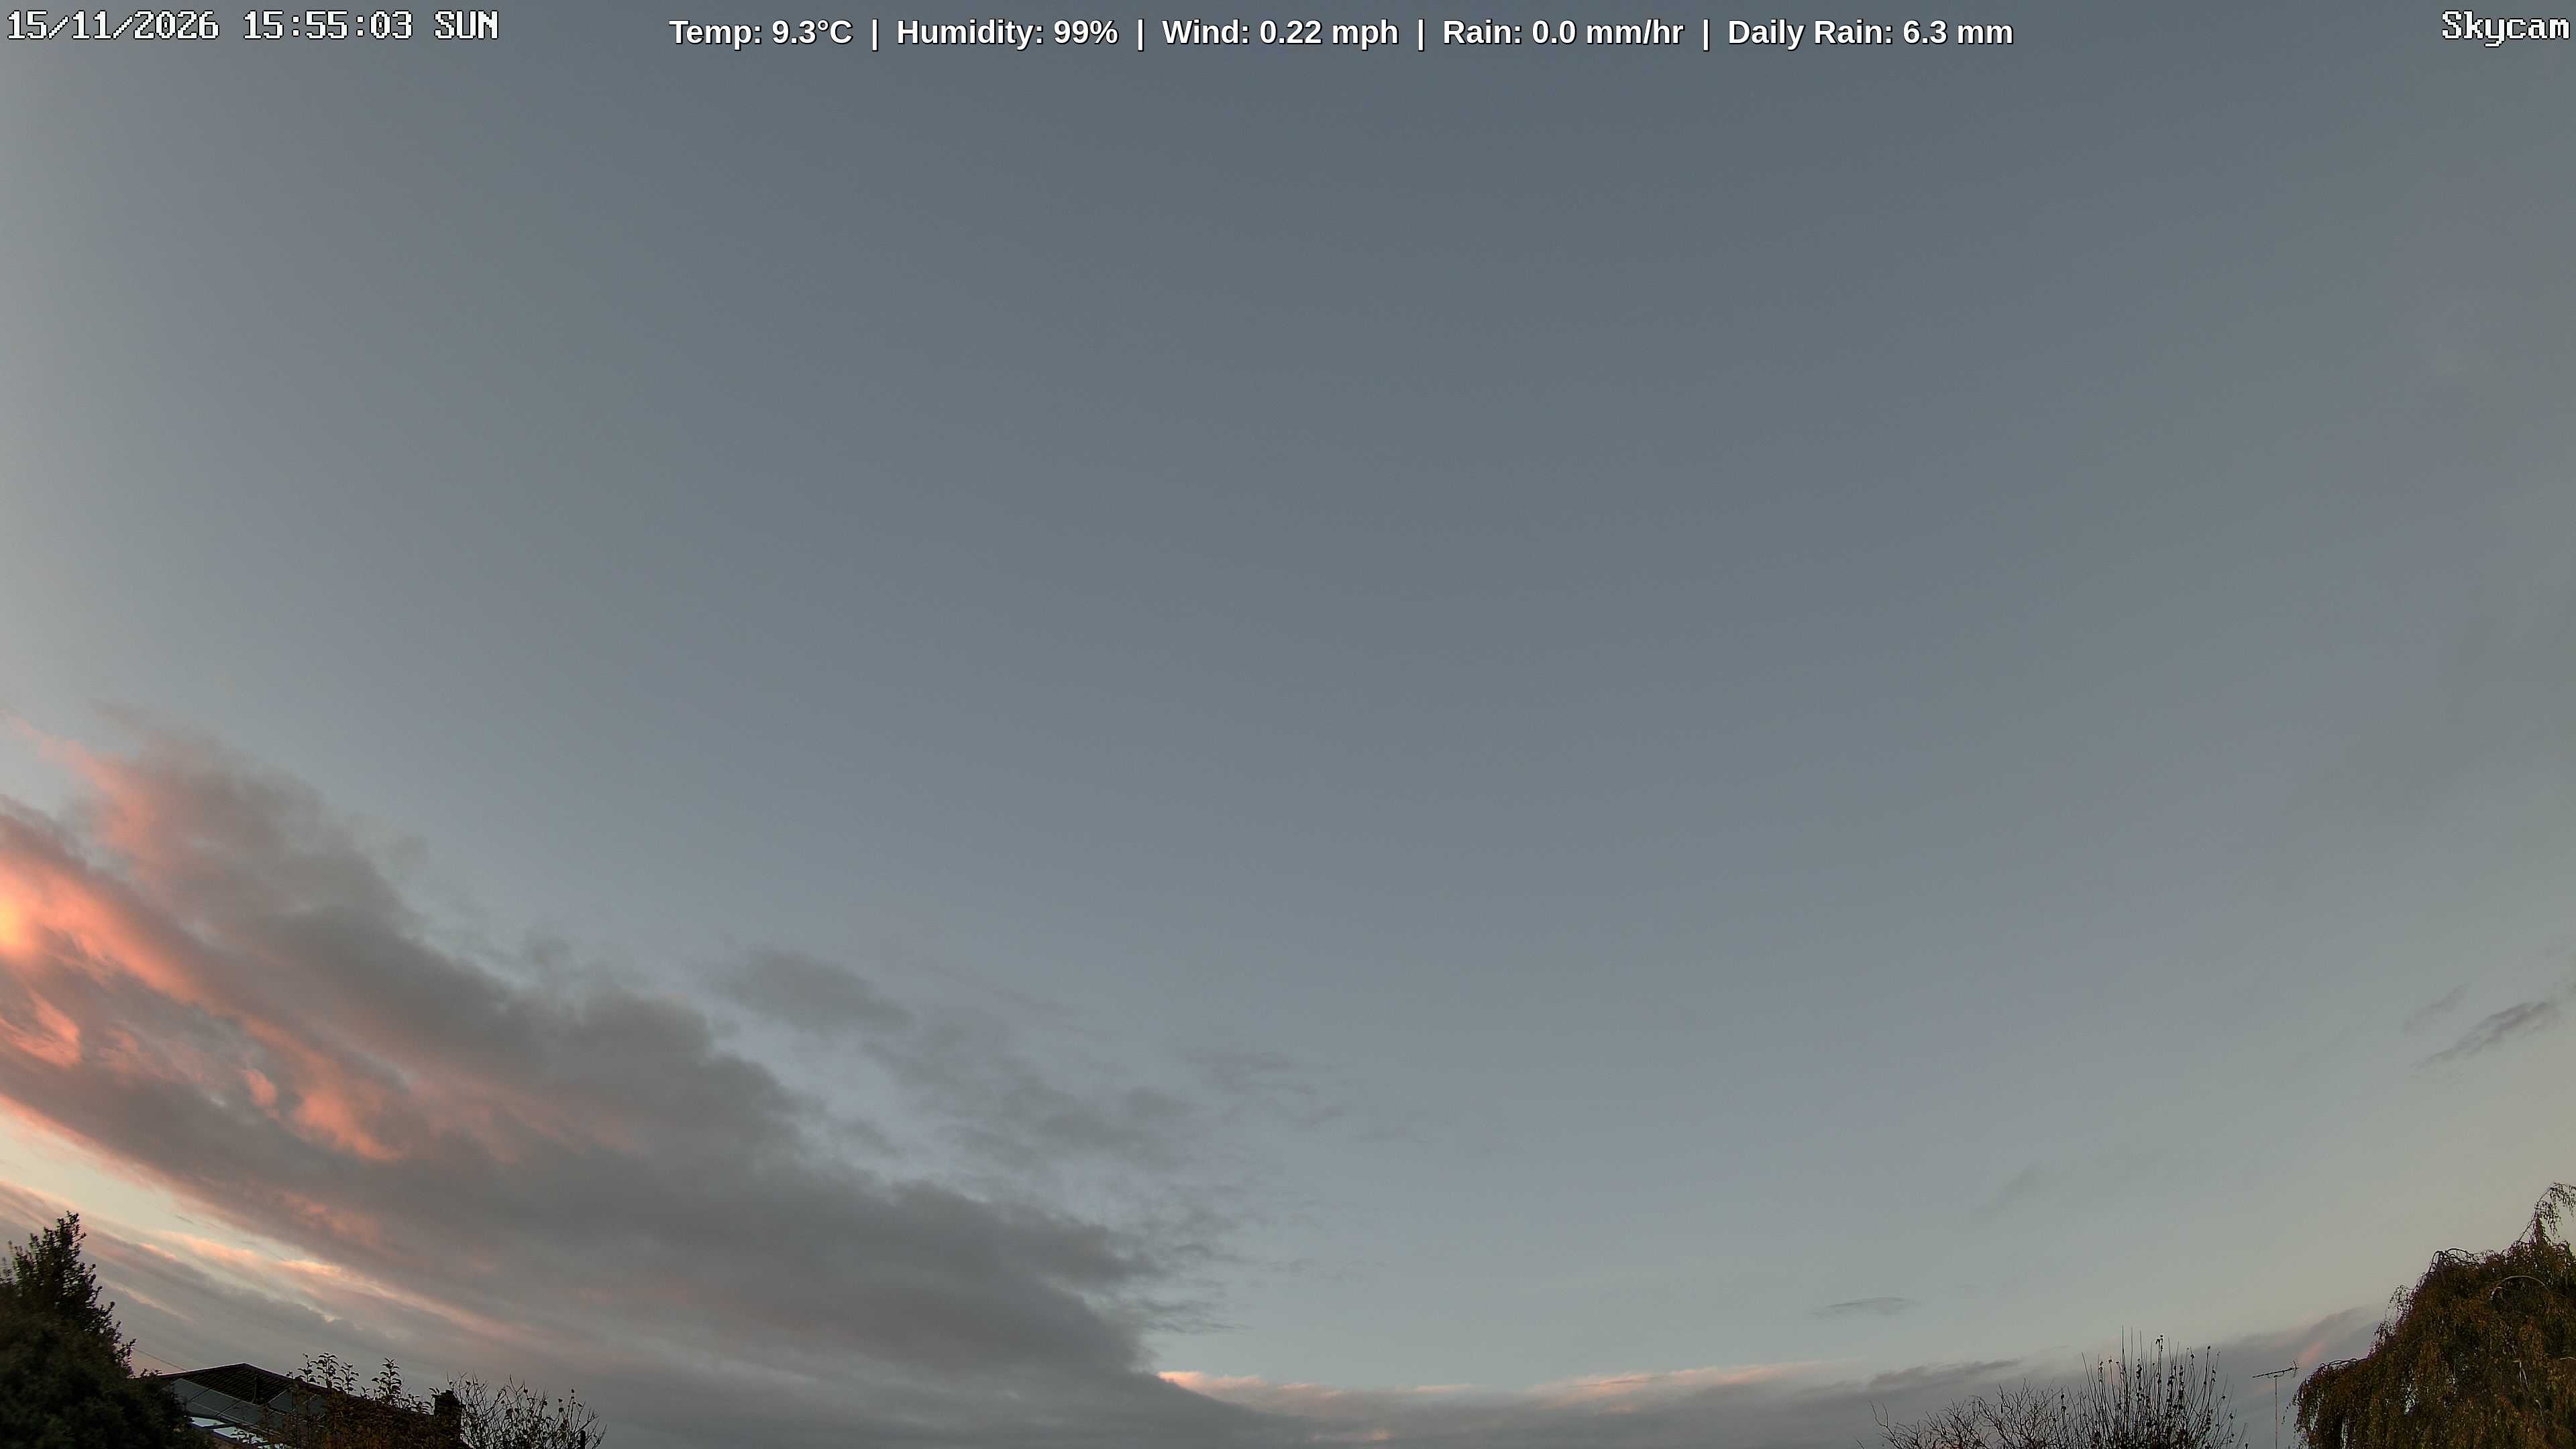 15/11/2026 15:55:03 SUN
Temp: 9.3°C | Humidity: 99% | Wind: 0.22 mph | Rain: 0.0 mm/hr | Daily Rain: 6.3 mm
Skycam